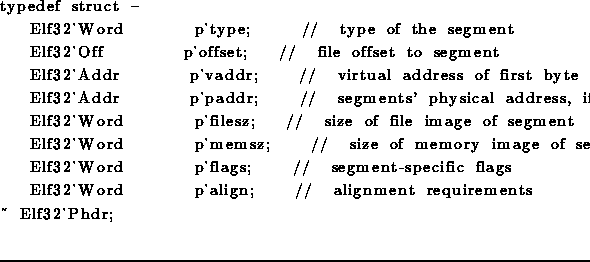 typedef struct –
Elf32˙Word p˙type; // type of the segment
Elf32˙Off p˙offset; // file offset to segment
Elf32˙Addr p˙vaddr; // virtual address of first byte
Elf32˙Addr p˙paddr; // segments' physical address, if
Elf32˙Word p˙filesz; // size of file image of segment
Elf32˙Word p˙memsz; // size of memory image of se
Elf32˙Word p˙flags; // segment-specific flags
Elf32˙Word p˙align; // alignment requirements
˝ Elf32˙Phdr;